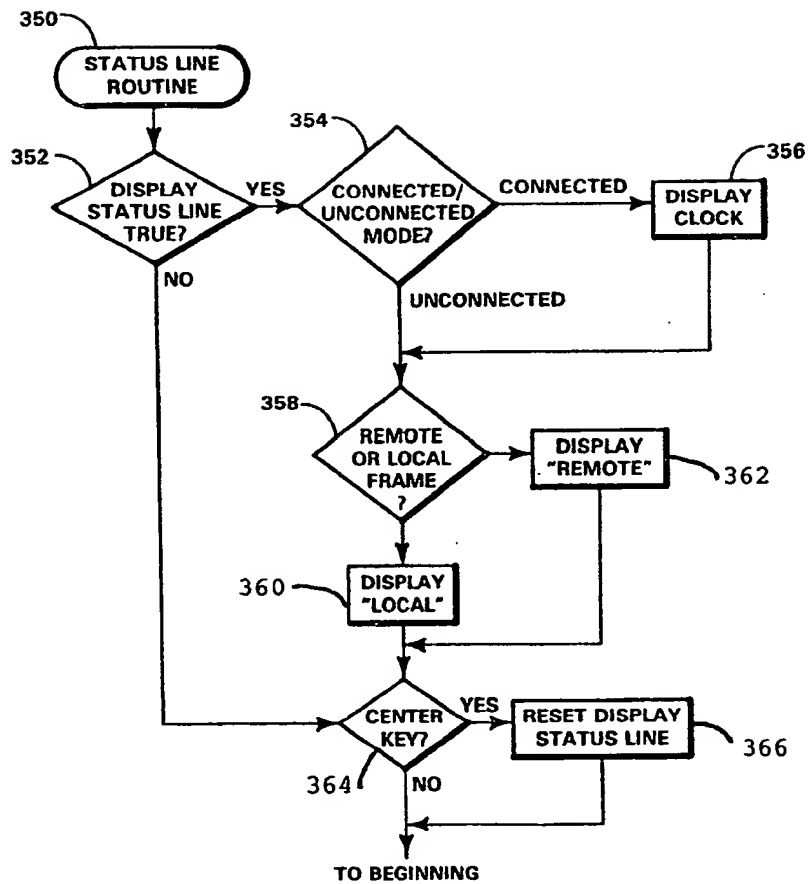 350
STATUS LINE
ROUTINE
352
DISPLAY
STATUS LINE
TRUE?
YES
NO
354
CONNECTED/
UNCONNECTED
MODE?
CONNECTED
UNCONNECTED
356
DISPLAY
CLOCK
358
REMOTE
OR LOCAL
FRAME
?
DISPLAY
"REMOTE"
362
360
DISPLAY
"LOCAL"
CENTER
KEY?
364
YES
NO
RESET DISPLAY
STATUS LINE
366
TO BEGINNING